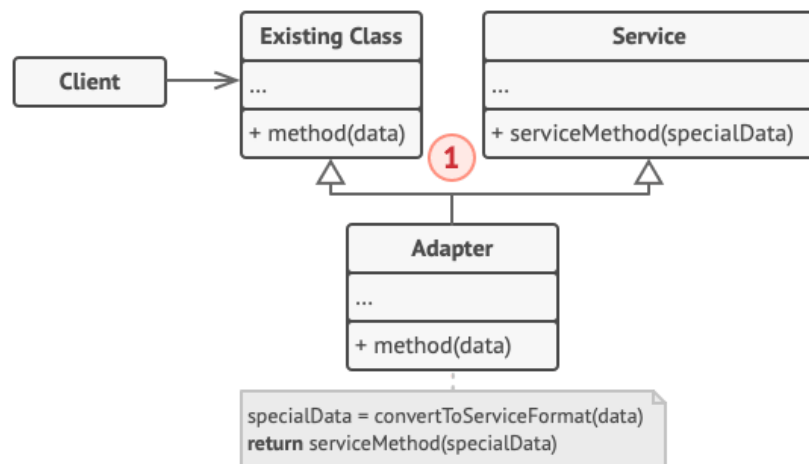 Existing Class
Service
Client
...
...
+ method(data)
+ serviceMethod(specialData)
1
Adapter
...
+ method(data)
specialData = convertToServiceFormat(data)
return serviceMethod(specialData)